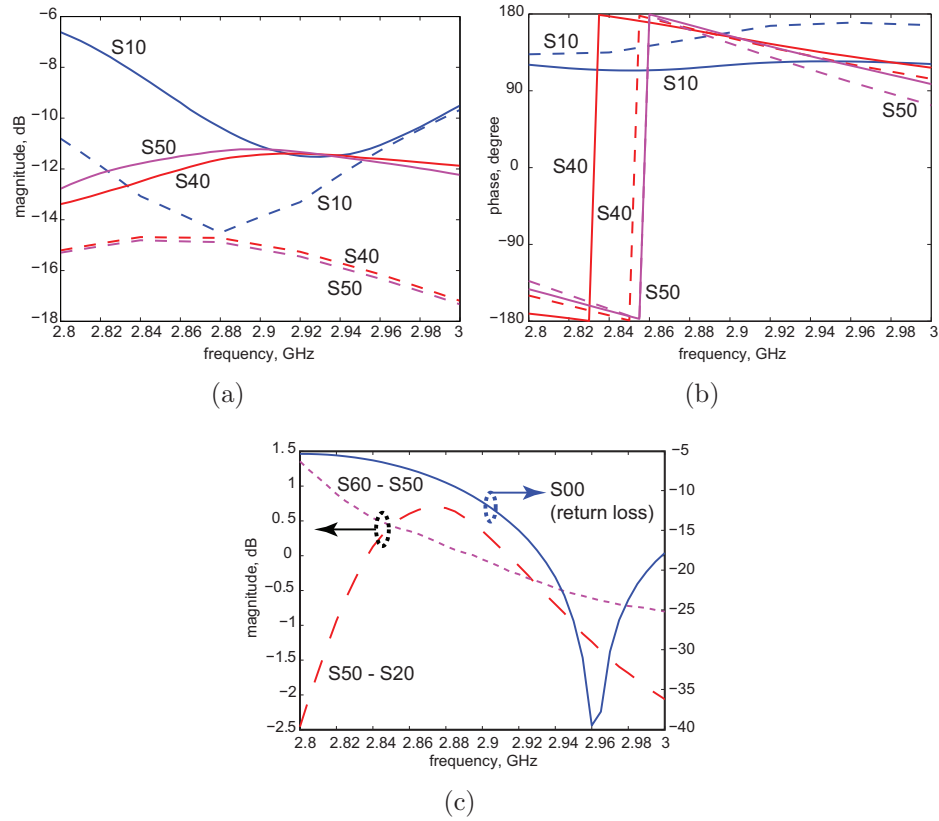 −6
−8
−10
−12
−14
−16
−18
magnitude, dB
S10
S50
S40
S10
S40
S50
2.8 2.82 2.84 2.86 2.88 2.9 2.92 2.94 2.96 2.98 3
frequency, GHz
(a)
180
90
0
−90
−180
phase, degree
S10
S10
S50
S40
S40
S50
2.8 2.82 2.84 2.86 2.88 2.9 2.92 2.94 2.96 2.98 3
frequency, GHz
(b)
1.5
1
0.5
0
−0.5
−1
−1.5
−2
−2.5
magnitude, dB
S60 - S50
S00
(return loss)
S50 - S20
−5
−10
−15
−20
−25
−30
−35
−40
2.8 2.82 2.84 2.86 2.88 2.9 2.92 2.94 2.96 2.98 3
frequency, GHz
(c)